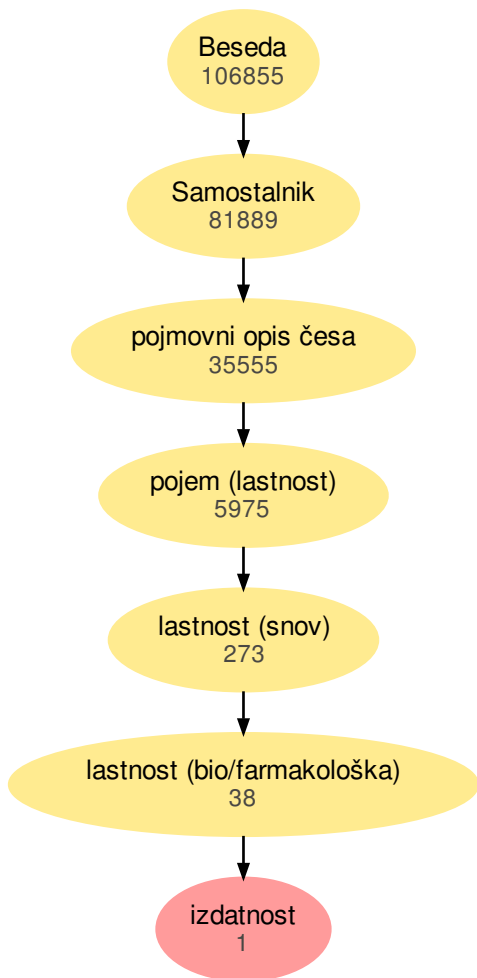 Beseda
106855
Samostalnik
81889
pojmovni opis česa
35555
pojem (lastnost)
5975
lastnost (snov)
273
lastnost (bio/farmakološka)
38
izdatnost
1